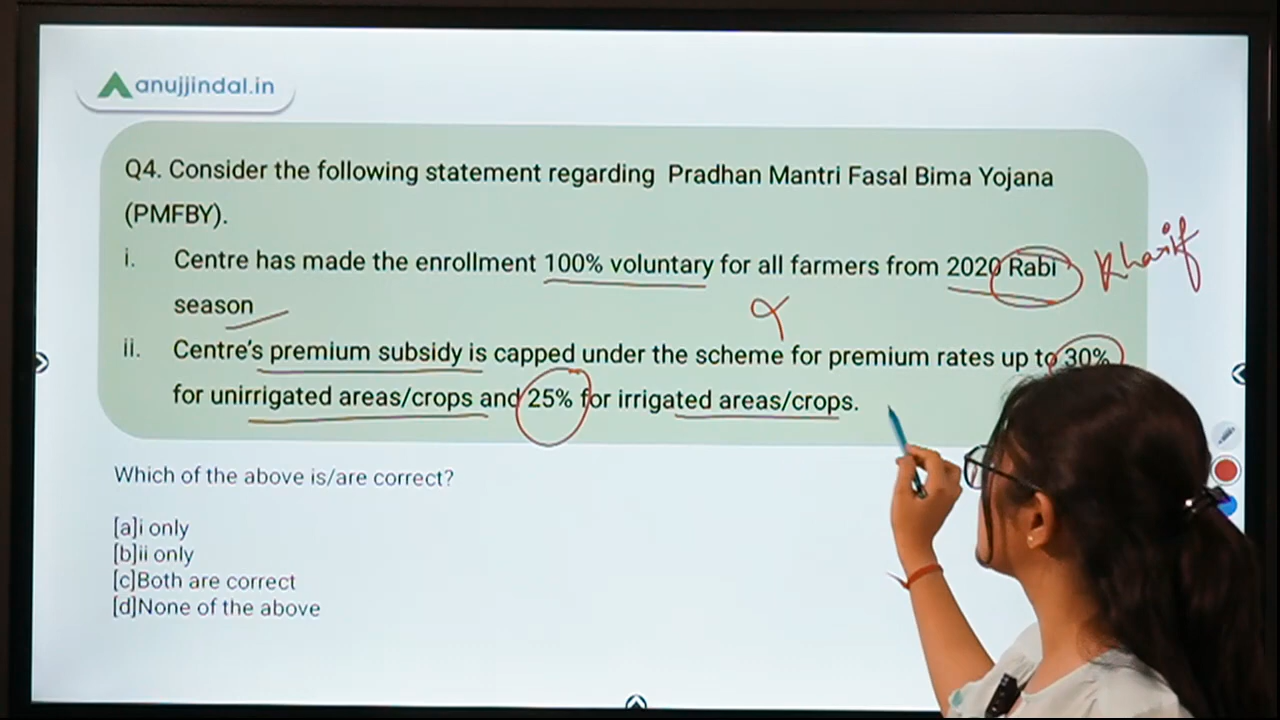 anujjindal.in
Q4. Consider the following statement regarding Pradhan Mantri Fasal Bima Yojana
(PMFBY).
i. Centre has made the enrollment 100% voluntary for all farmers from 2020 Rabi Kharif
season
ii. Centre's premium subsidy is capped under the scheme for premium rates up to 30%
for unirrigated areas/crops and 25% for irrigated areas/crops.
Which of the above is/are correct?
[a]i only
[b]ii only
[c]Both are correct
[d]None of the above